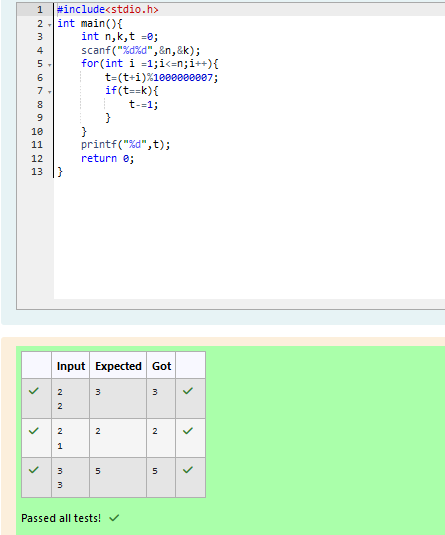 1 #include<stdio.h>
2 int main(){
3 int n,k,t =0;
4 scanf("%d%d",&n,&k);
5 for(int i =1;i<=n;i++){
6 t=(t+i)%1000000007;
7 if(t==k){
8 t-=1;
9 }
10 }
11 printf("%d",t);
12 return 0;
13 }
Input Expected Got
2 3 3
2
2 2 2
1
3 5 5
3
Passed all tests!